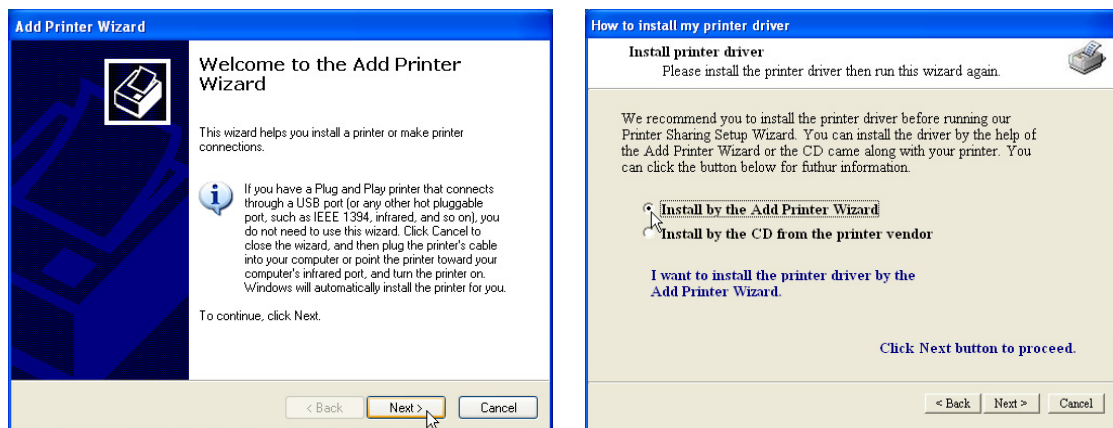 Add Printer Wizard
Welcome to the Add Printer
Wizard
This wizard helps you install a printer or make printer
connections.
If you have a Plug and Play printer that connects
through a USB port (or any other hot pluggable
port, such as IEEE 1394, infrared, and so on), you
do not need to use this wizard. Click Cancel to
close the wizard, and then plug the printer's cable
into your computer or point the printer toward your
computer's infrared port, and turn the printer on.
Windows will automatically install the printer for you.
To continue, click Next.
< Back Next > Cancel
How to install my printer driver
Install printer driver
Please install the printer driver then run this wizard again.
We recommend you to install the printer driver before running our
Printer Sharing Setup Wizard. You can install the driver by the help of
the Add Printer Wizard or the CD came along with your printer. You
can click the button below for futhur information.
Install by the Add Printer Wizard
Install by the CD from the printer vendor
I want to install the printer driver by the
Add Printer Wizard.
Click Next button to proceed.
< Back Next > Cancel